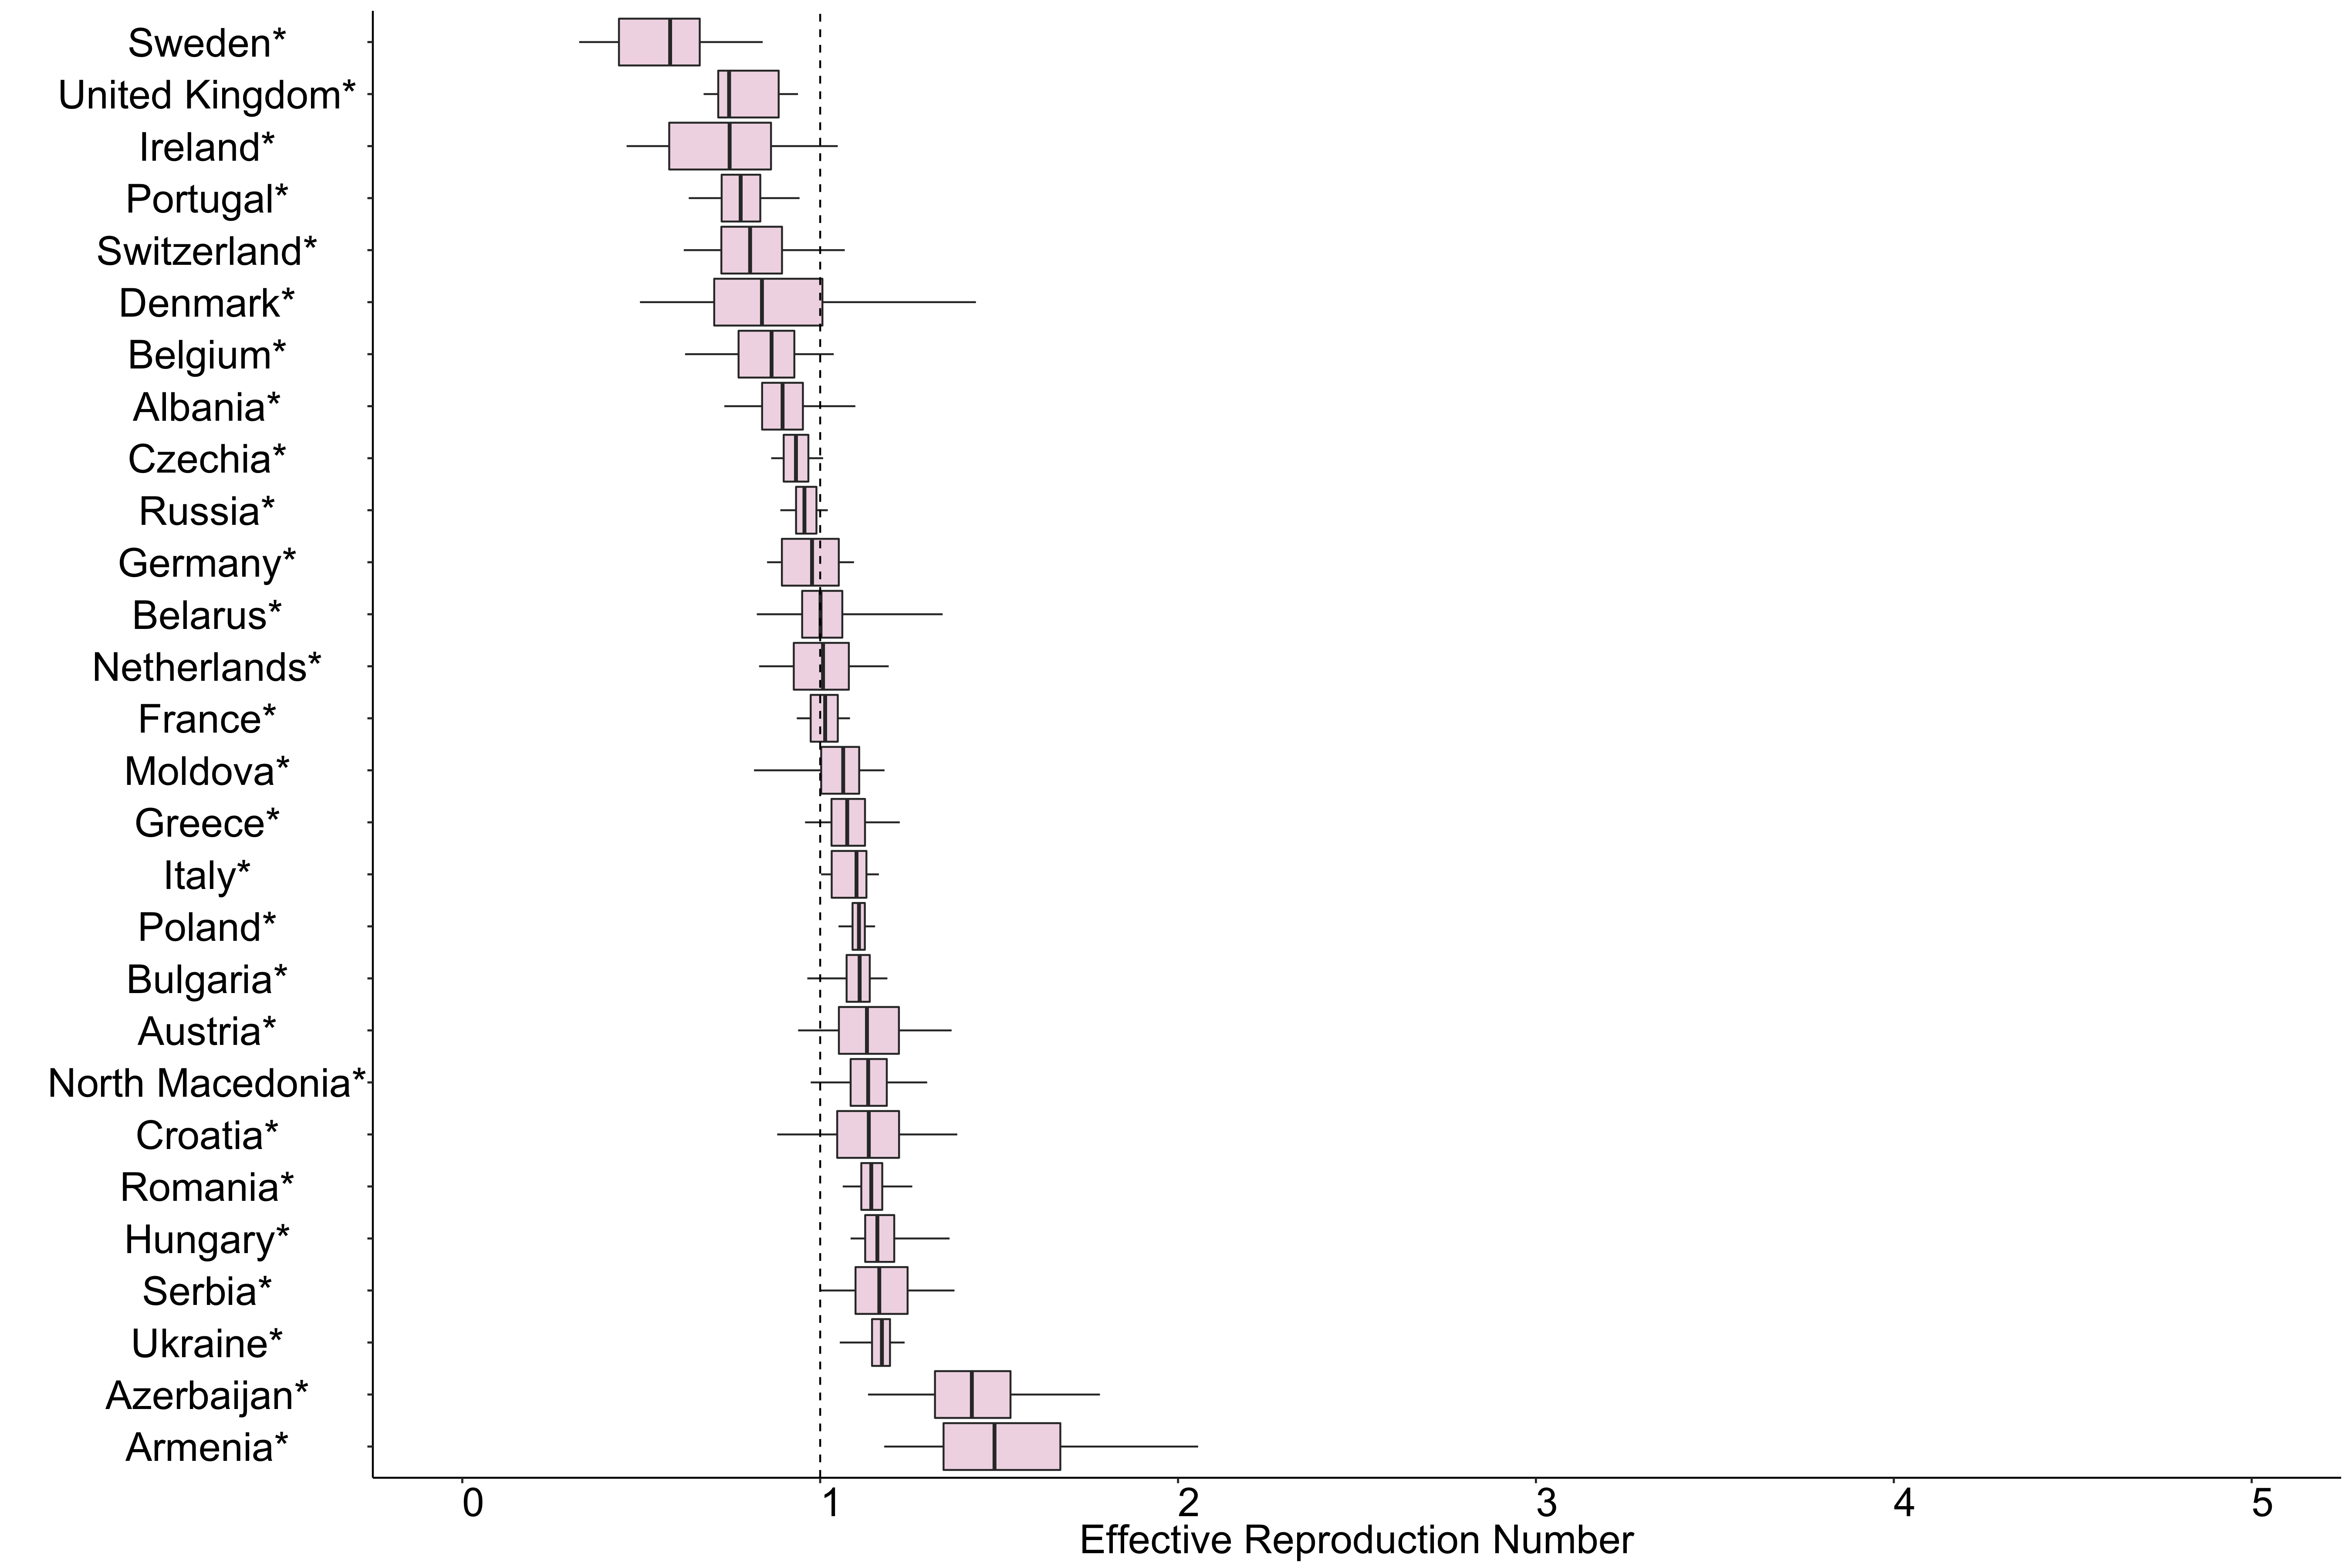 Sweden*
United Kingdom*
Ireland*
Portugal*
Switzerland*
Denmark*
Belgium*
Albania*
Czechia*
Russia*
Germany*
Belarus*
Netherlands*
France*
Moldova*
Greece*
Italy*
Poland*
Bulgaria*
Austria*
North Macedonia*
Croatia*
Romania*
Hungary*
Serbia*
Ukraine*
Azerbaijan*
Armenia*
0 1 2 3 4 5
Effective Reproduction Number